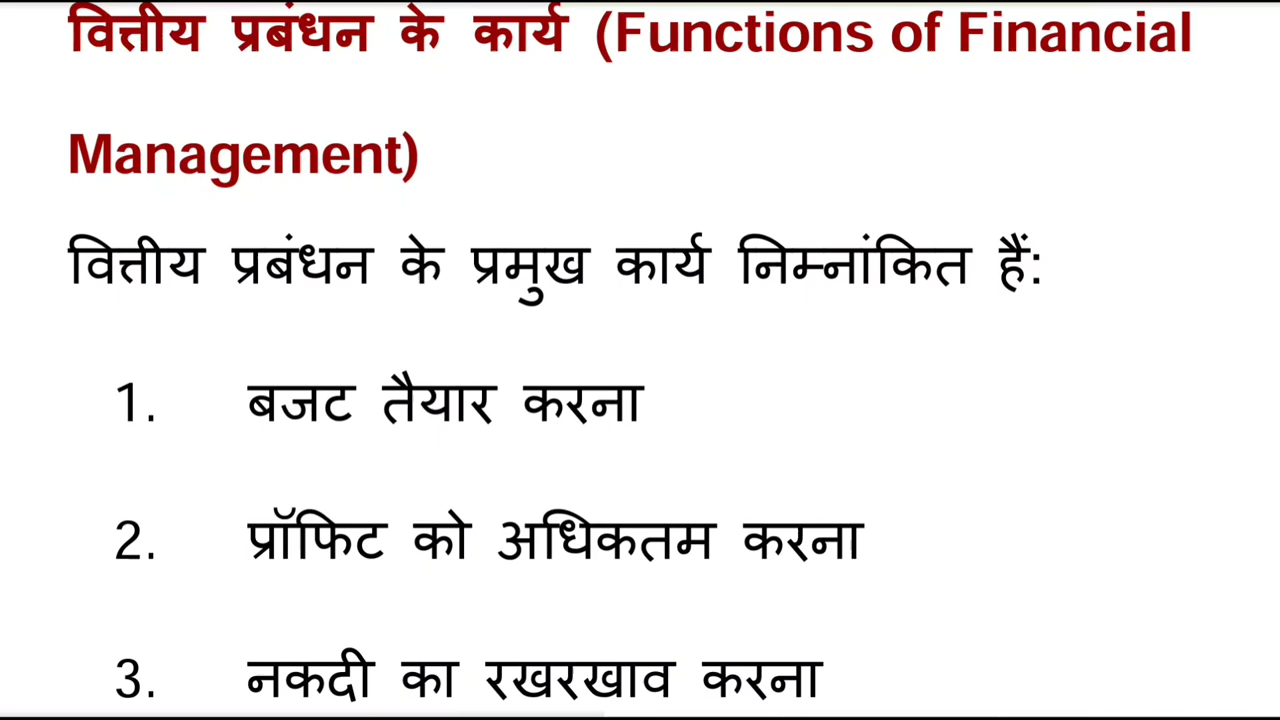 वित्तीय प्रबंधन के कार्य (Functions of Financial
Management)
वित्तीय प्रबंधन के प्रमुख कार्य निम्नांकित हैं:
1. बजट तैयार करना
2. प्रॉफिट को अधिकतम करना
3. नकदी का रखरखाव करना